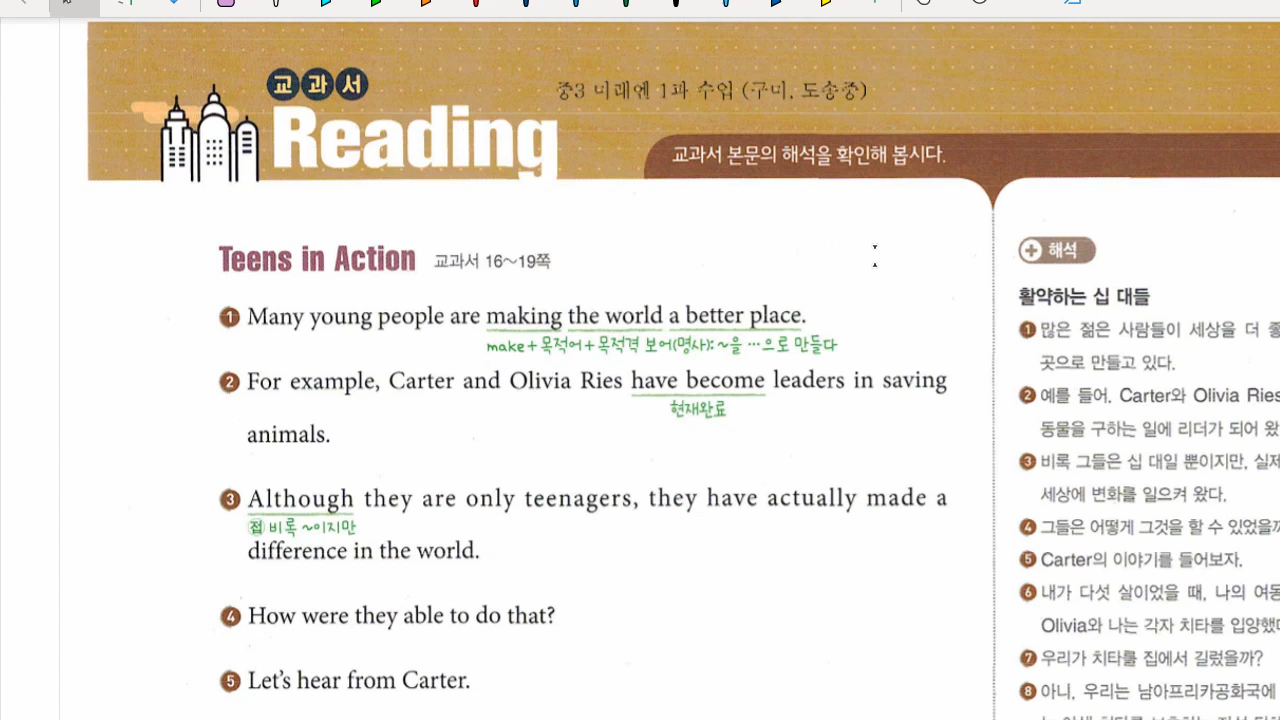 교과서
중3 미래엔 1과 수업 (구미, 도송중)
Reading
교과서 본문의 해석을 확인해 봅시다.
Teens in Action 교과서 16~19쪽
1 Many young people are making the world a better place.
make+목적어+목적격 보어(명사): ~을 …으로 만들다
2 For example, Carter and Olivia Ries have become leaders in saving
현재완료
animals.
3 Although they are only teenagers, they have actually made a
접 비록 ~이지만
difference in the world.
4 How were they able to do that?
5 Let's hear from Carter.
해석
활약하는 십 대들
1 많은 젊은 사람들이 세상을 더 좋
곳으로 만들고 있다.
2 예를 들어, Carter와 Olivia Ries
동물을 구하는 일에 리더가 되어 왔
3 비록 그들은 십 대일 뿐이지만, 실제
세상에 변화를 일으켜 왔다.
4 그들은 어떻게 그것을 할 수 있었을까
5 Carter의 이야기를 들어보자.
6 내가 다섯 살이었을 때, 나의 여동
Olivia와 나는 각자 치타를 입양했다
7 우리가 치타를 집에서 길렀을까?
8 아니, 우리는 남아프리카공화국에